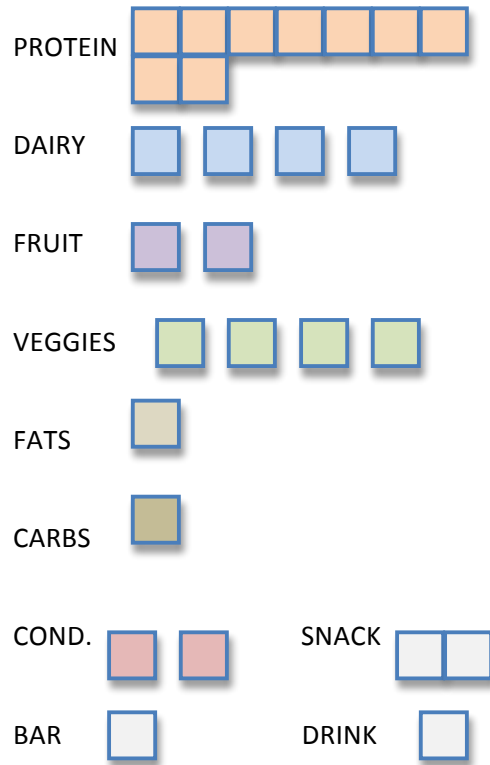 PROTEIN
DAIRY
FRUIT
VEGGIES
FATS
CARBS
COND. SNACK
BAR DRINK